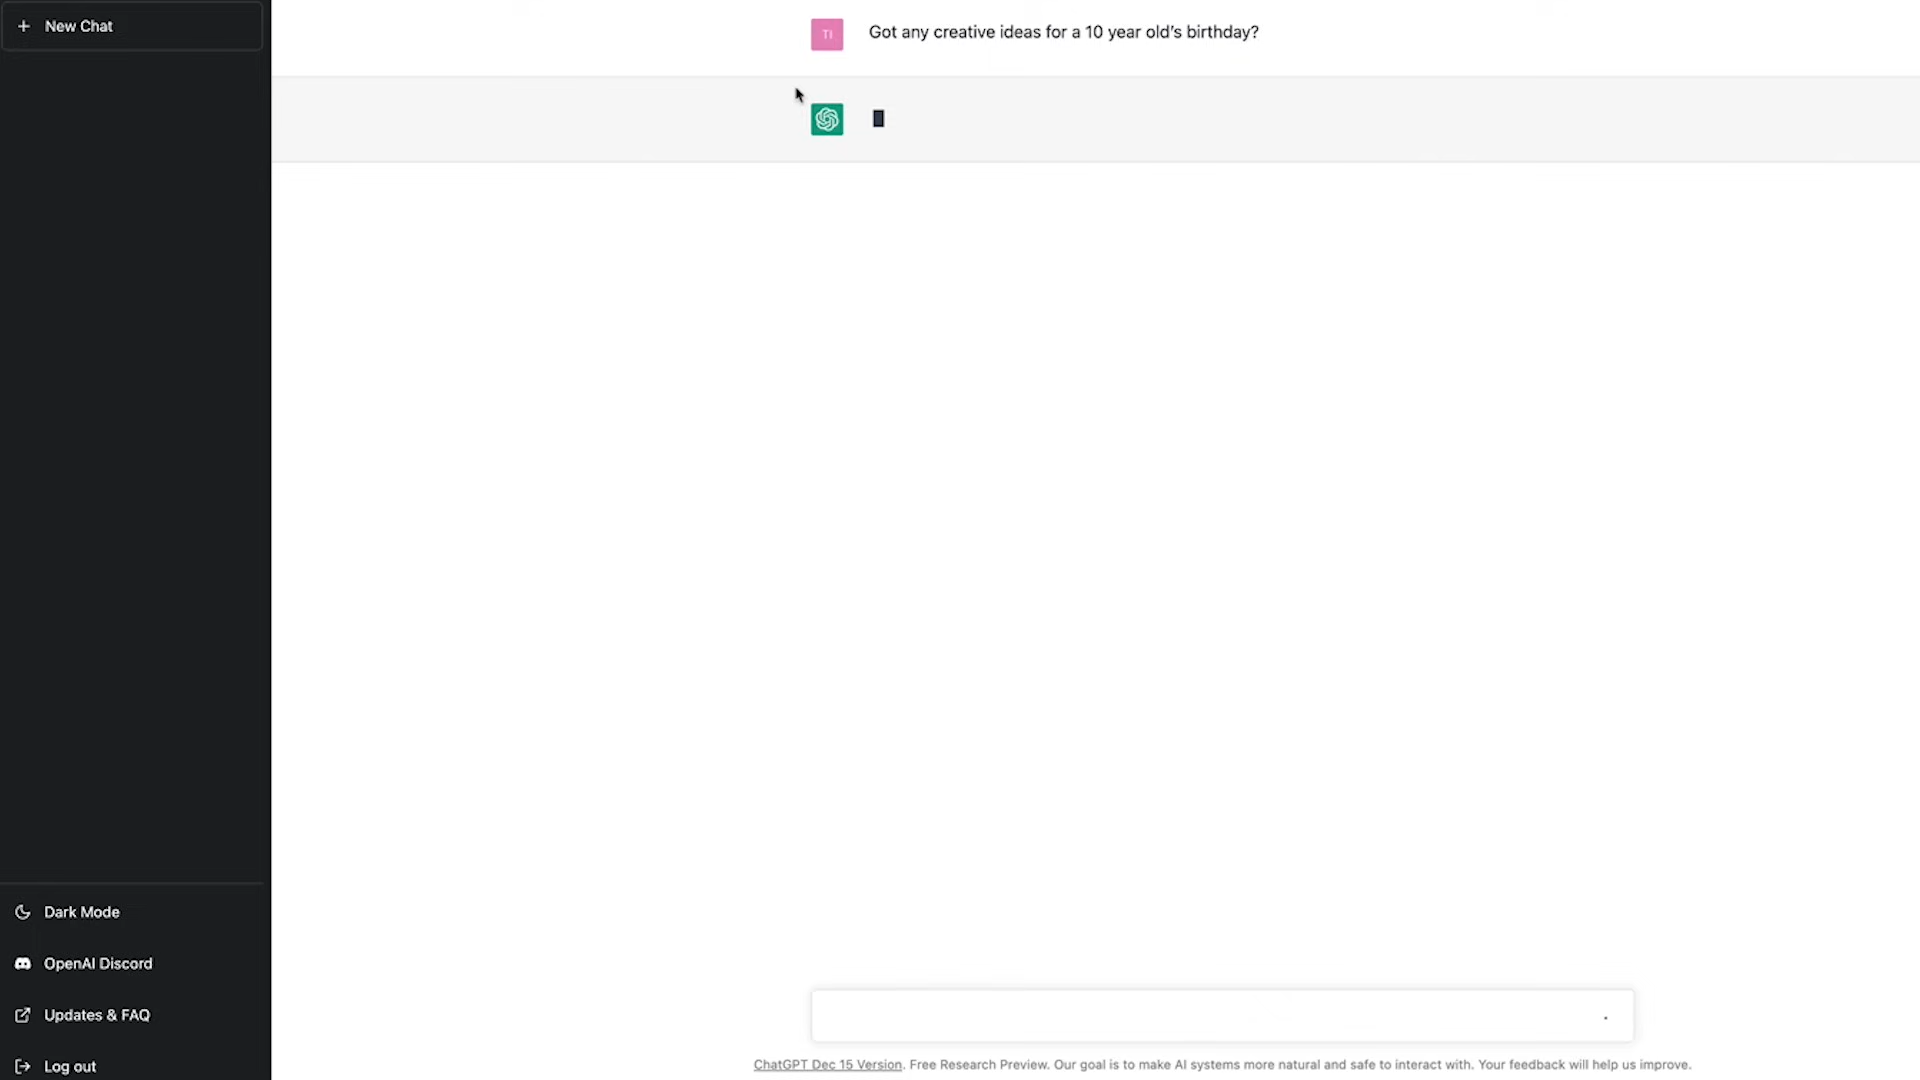 New Chat
TI
Got any creative ideas for a 10 year old's birthday?
Dark Mode
OpenAI Discord
Updates & FAQ
Log out
ChatGPT Dec 15 Version. Free Research Preview. Our goal is to make AI systems more natural and safe to interact with. Your feedback will help us improve.